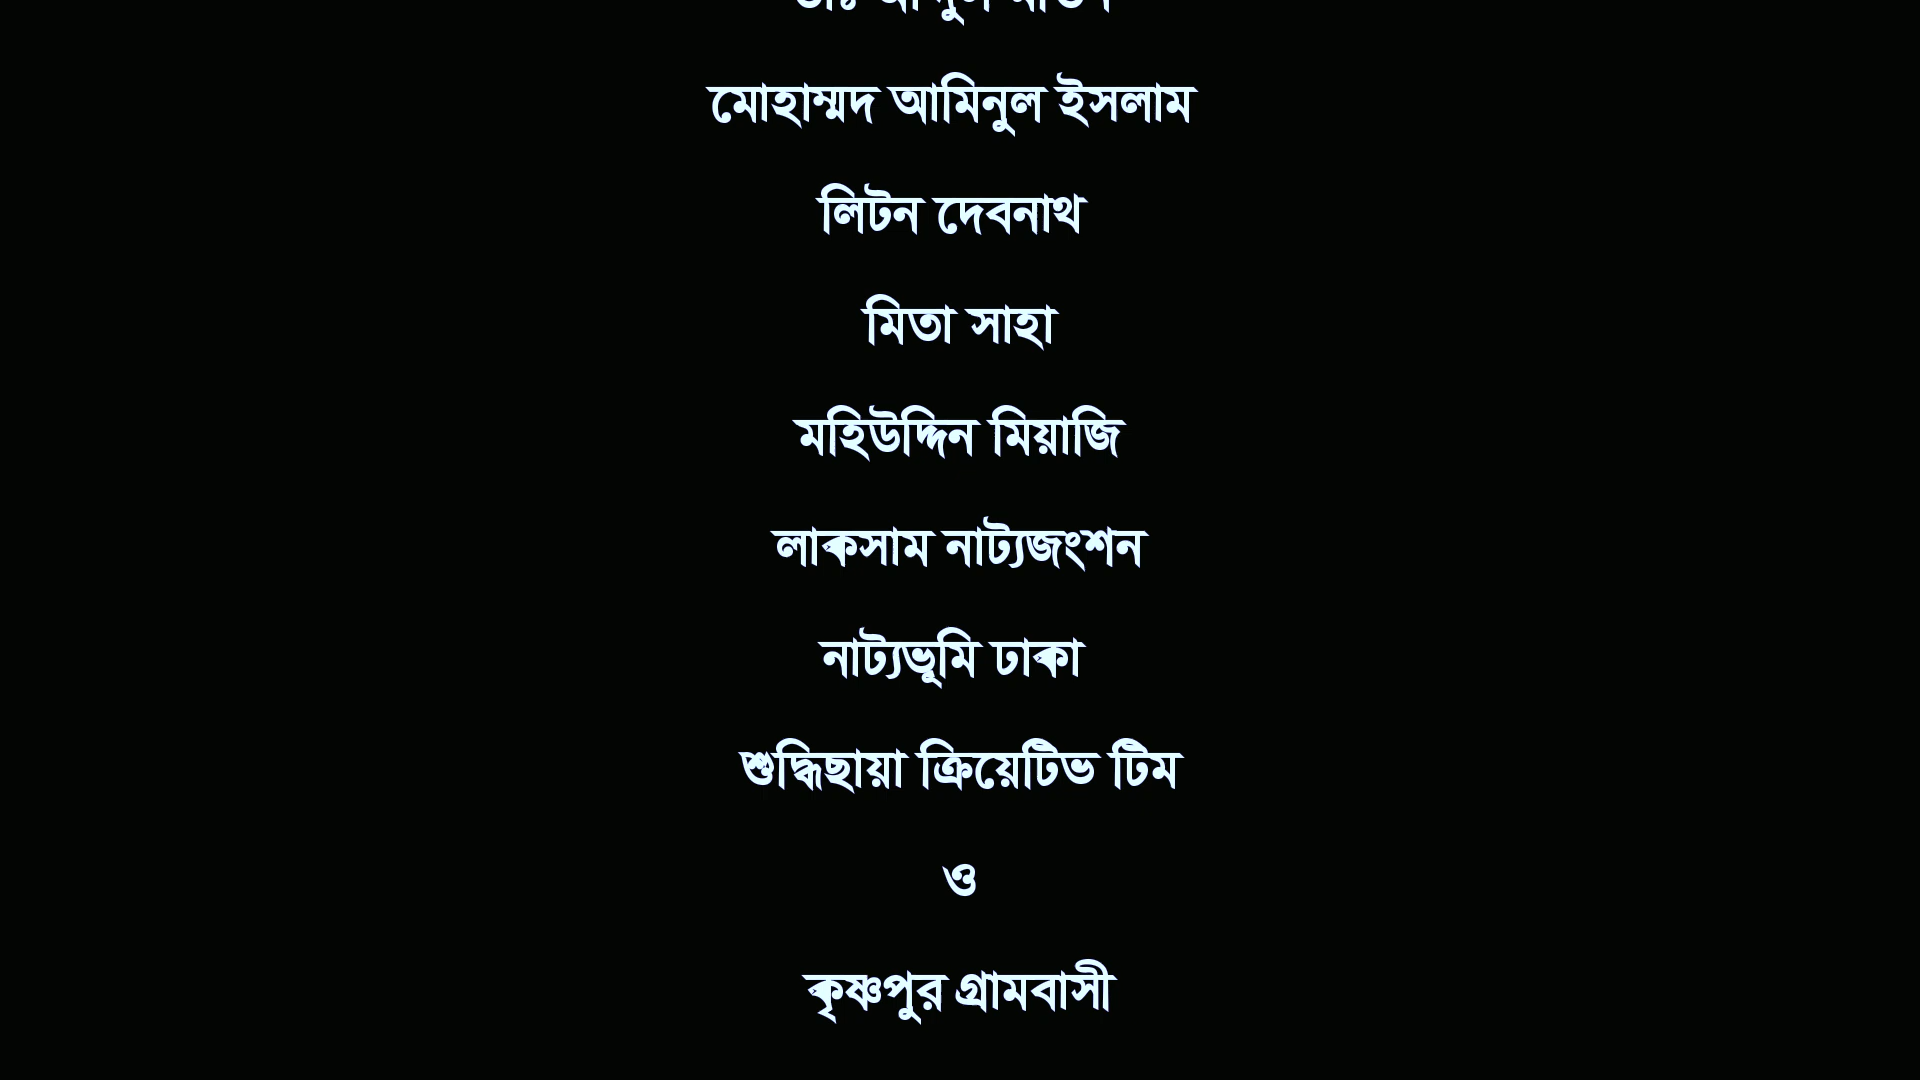 মোহাম্মদ আমিনুল ইসলাম
লিটন দেবনাথ
মিতা সাহা
মহিউদ্দিন মিয়াজি
লাকসাম নাট্যজংশন
নাট্যভূমি ঢাকা
শুদ্ধিছায়া ক্রিয়েটিভ টিম
ও
কৃষ্ণপুর গ্রামবাসী